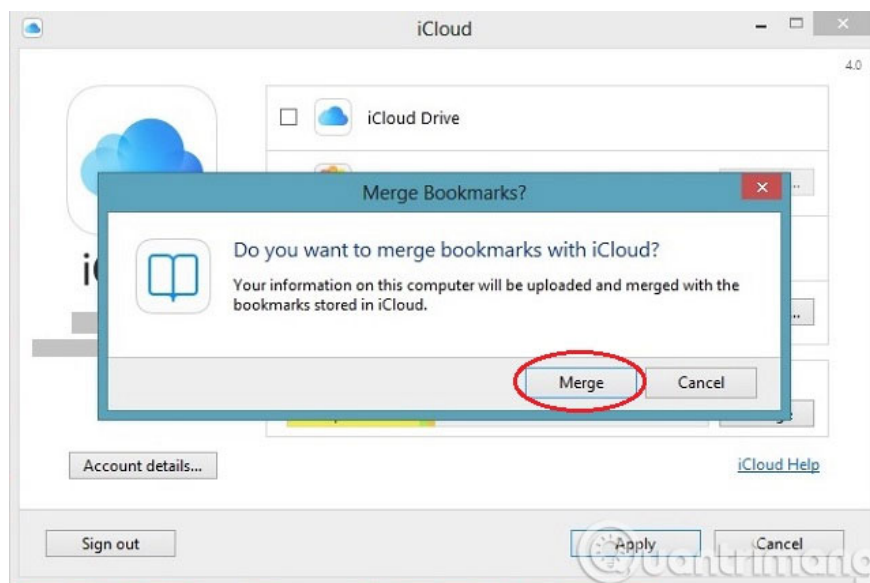 iCloud
4.0
iCloud Drive
Merge Bookmarks?
Do you want to merge bookmarks with iCloud?
Your information on this computer will be uploaded and merged with the
bookmarks stored in iCloud.
Merge
Cancel
Account details...
iCloud Help
Sign out
Apply
Cancel
Quantrimang